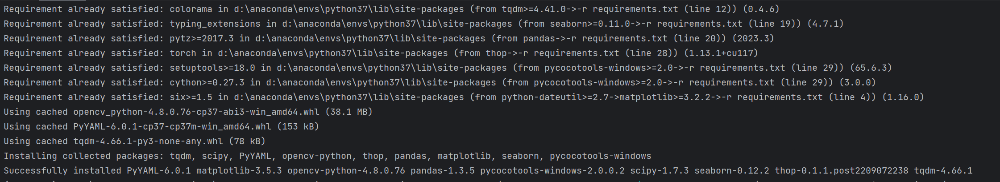 Requirement already satisfied: colorama in d:\anaconda\envs\python37\lib\site-packages (from tqdm>=4.41.0->-r requirements.txt (line 12)) (0.4.6)
Requirement already satisfied: typing_extensions in d:\anaconda\envs\python37\lib\site-packages (from seaborn>=0.11.0->-r requirements.txt (line 19)) (4.7.1)
Requirement already satisfied: pytz>=2017.3 in d:\anaconda\envs\python37\lib\site-packages (from pandas->-r requirements.txt (line 20)) (2023.3)
Requirement already satisfied: torch in d:\anaconda\envs\python37\lib\site-packages (from thop->-r requirements.txt (line 28)) (1.13.1+cu117)
Requirement already satisfied: setuptools>=18.0 in d:\anaconda\envs\python37\lib\site-packages (from pycocotools-windows>=2.0->-r requirements.txt (line 29)) (65.6.3)
Requirement already satisfied: cython>=0.27.3 in d:\anaconda\envs\python37\lib\site-packages (from pycocotools-windows>=2.0->-r requirements.txt (line 29)) (3.0.0)
Requirement already satisfied: six>=1.5 in d:\anaconda\envs\python37\lib\site-packages (from python-dateutil>=2.7->matplotlib>=3.2.2->-r requirements.txt (line 4)) (1.16.0)
Using cached opencv_python-4.8.0.76-cp37-abi3-win_amd64.whl (38.1 MB)
Using cached PyYAML-6.0.1-cp37-cp37m-win_amd64.whl (153 kB)
Using cached tqdm-4.66.1-py3-none-any.whl (78 kB)
Installing collected packages: tqdm, scipy, PyYAML, opencv-python, thop, pandas, matplotlib, seaborn, pycocotools-windows
Successfully installed PyYAML-6.0.1 matplotlib-3.5.3 opencv-python-4.8.0.76 pandas-1.3.5 pycocotools-windows-2.0.0.2 scipy-1.7.3 seaborn-0.12.2 thop-0.1.1.post2209072238 tqdm-4.66.1